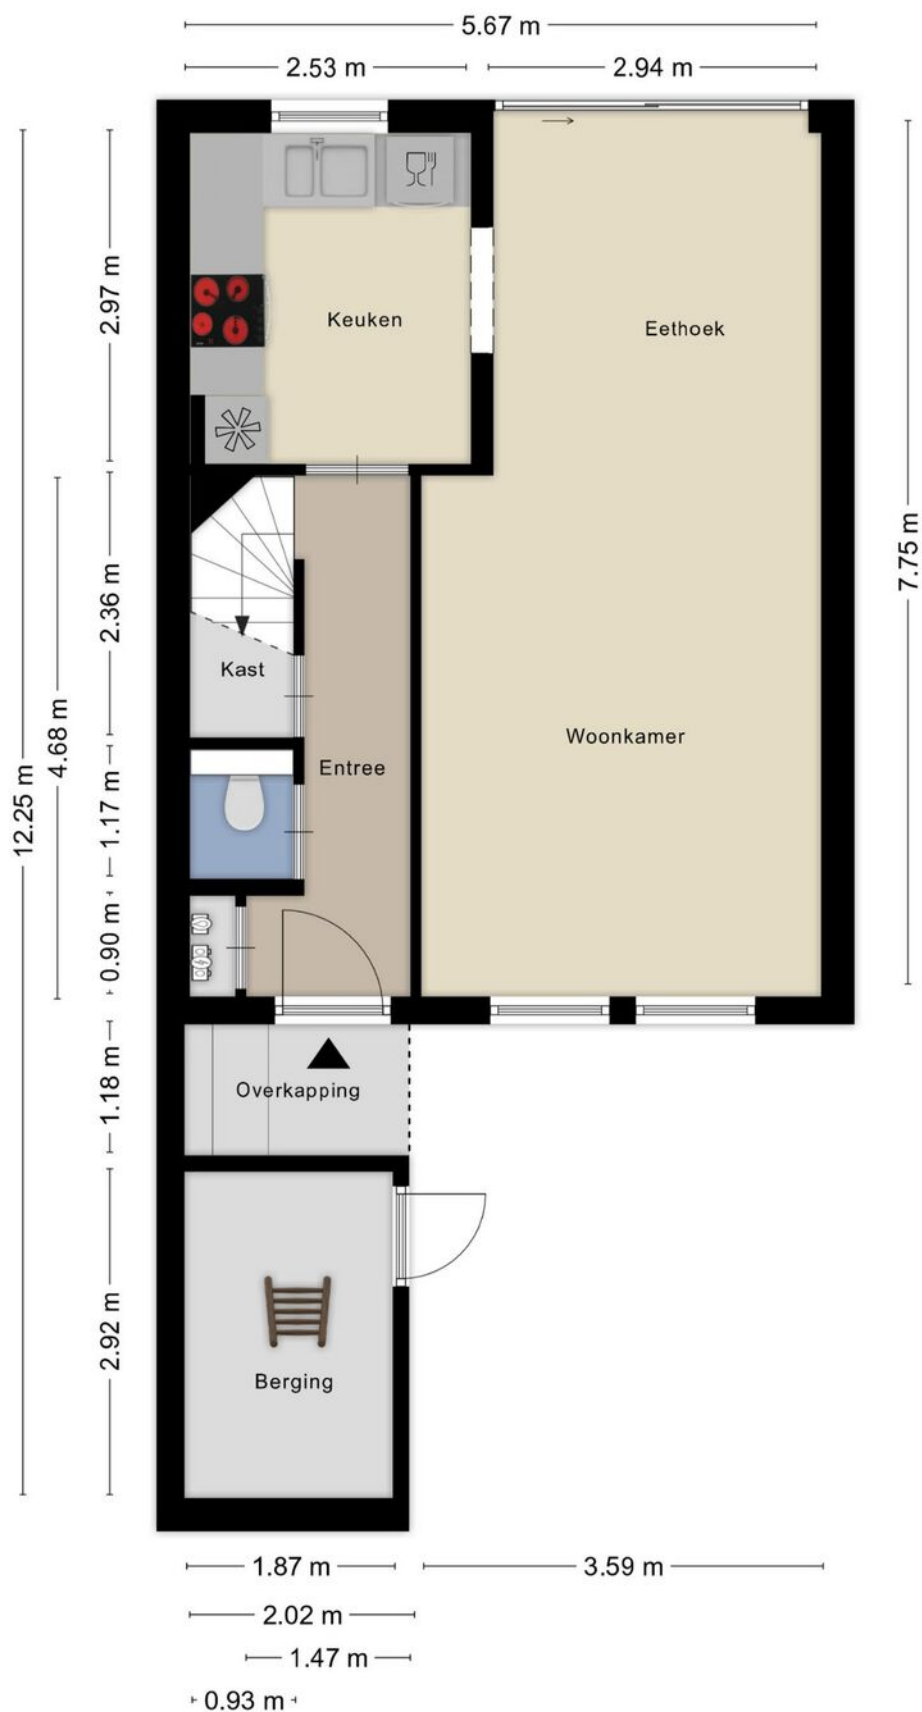 5.67 m
2.53 m
2.94 m
2.97 m
Keuken
Eethoek
7.75 m
2.36 m
Kast
4.68 m
Woonkamer
Entree
12.25 m
1.17 m
0.90 m
1.18 m
Overkapping
2.92 m
Berging
1.87 m
3.59 m
2.02 m
1.47 m
0.93 m